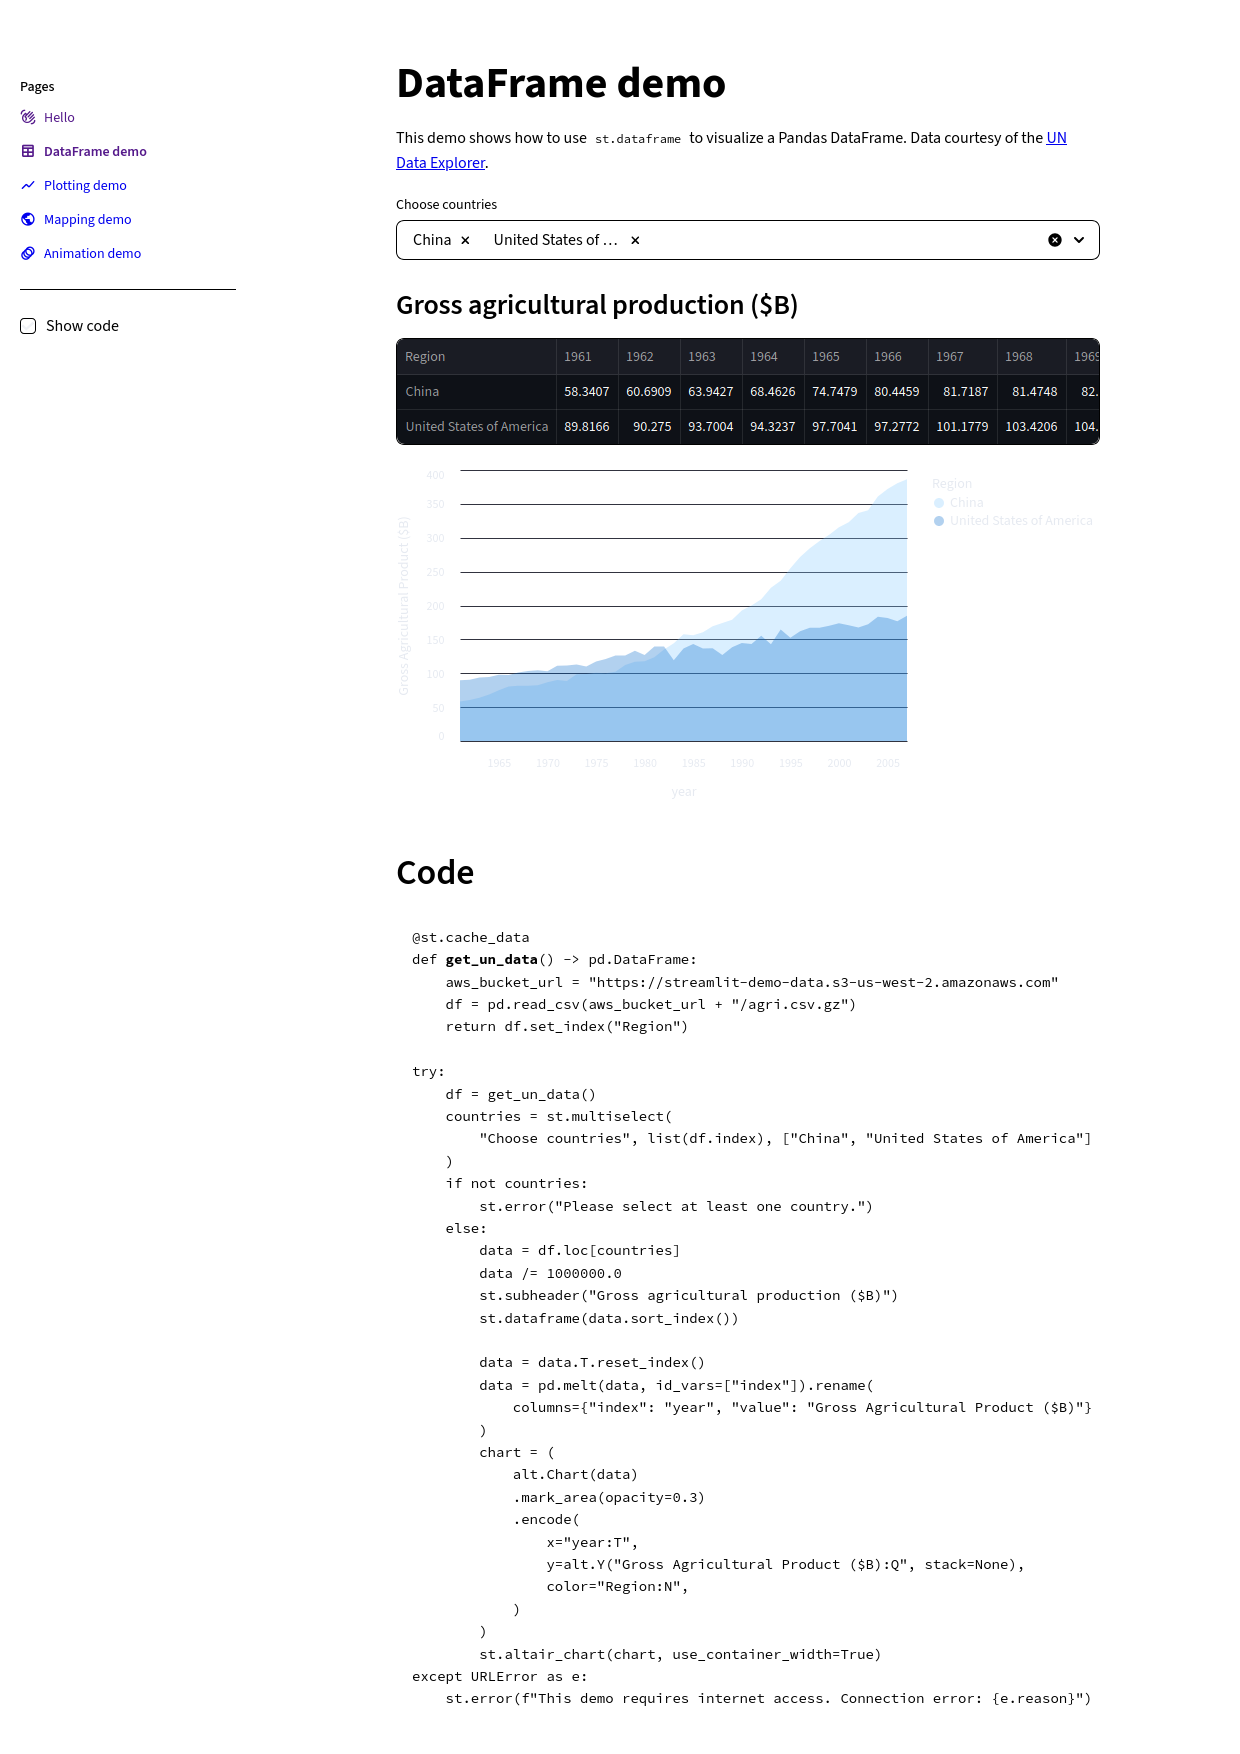 Pages
Hello
DataFrame demo
Plotting demo
Mapping demo
Animation demo
Show code
DataFrame demo
This demo shows how to use st.dataframe to visualize a Pandas DataFrame. Data courtesy of the UN
Data Explorer.
Choose countries
China United States of …
Gross agricultural production ($B)
Region 1961 1962 1963 1964 1965 1966 1967 1968 1969
China 58.3407 60.6909 63.9427 68.4626 74.7479 80.4459 81.7187 81.4748 82.
United States of America 89.8166 90.275 93.7004 94.3237 97.7041 97.2772 101.1779 103.4206 104.
Gross Agricultural Product ($B)
400
350
300
250
200
150
100
50
0
1965 1970 1975 1980 1985 1990 1995 2000 2005
year
Region
China
United States of America
Code
@st.cache_data
def get_un_data() -> pd.DataFrame:
    aws_bucket_url = "https://streamlit-demo-data.s3-us-west-2.amazonaws.com"
    df = pd.read_csv(aws_bucket_url + "/agri.csv.gz")
    return df.set_index("Region")
try:
    df = get_un_data()
    countries = st.multiselect(
        "Choose countries", list(df.index), ["China", "United States of America"]
    )
    if not countries:
        st.error("Please select at least one country.")
    else:
        data = df.loc[countries]
        data /= 1000000.0
        st.subheader("Gross agricultural production ($B)")
        st.dataframe(data.sort_index())
        data = data.T.reset_index()
        data = pd.melt(data, id_vars=["index"]).rename(
            columns={"index": "year", "value": "Gross Agricultural Product ($B)"}
        )
        chart = (
            alt.Chart(data)
            .mark_area(opacity=0.3)
            .encode(
                x="year:T",
                y=alt.Y("Gross Agricultural Product ($B):Q", stack=None),
                color="Region:N",
            )
        )
        st.altair_chart(chart, use_container_width=True)
except URLError as e:
    st.error(f"This demo requires internet access. Connection error: {e.reason}")